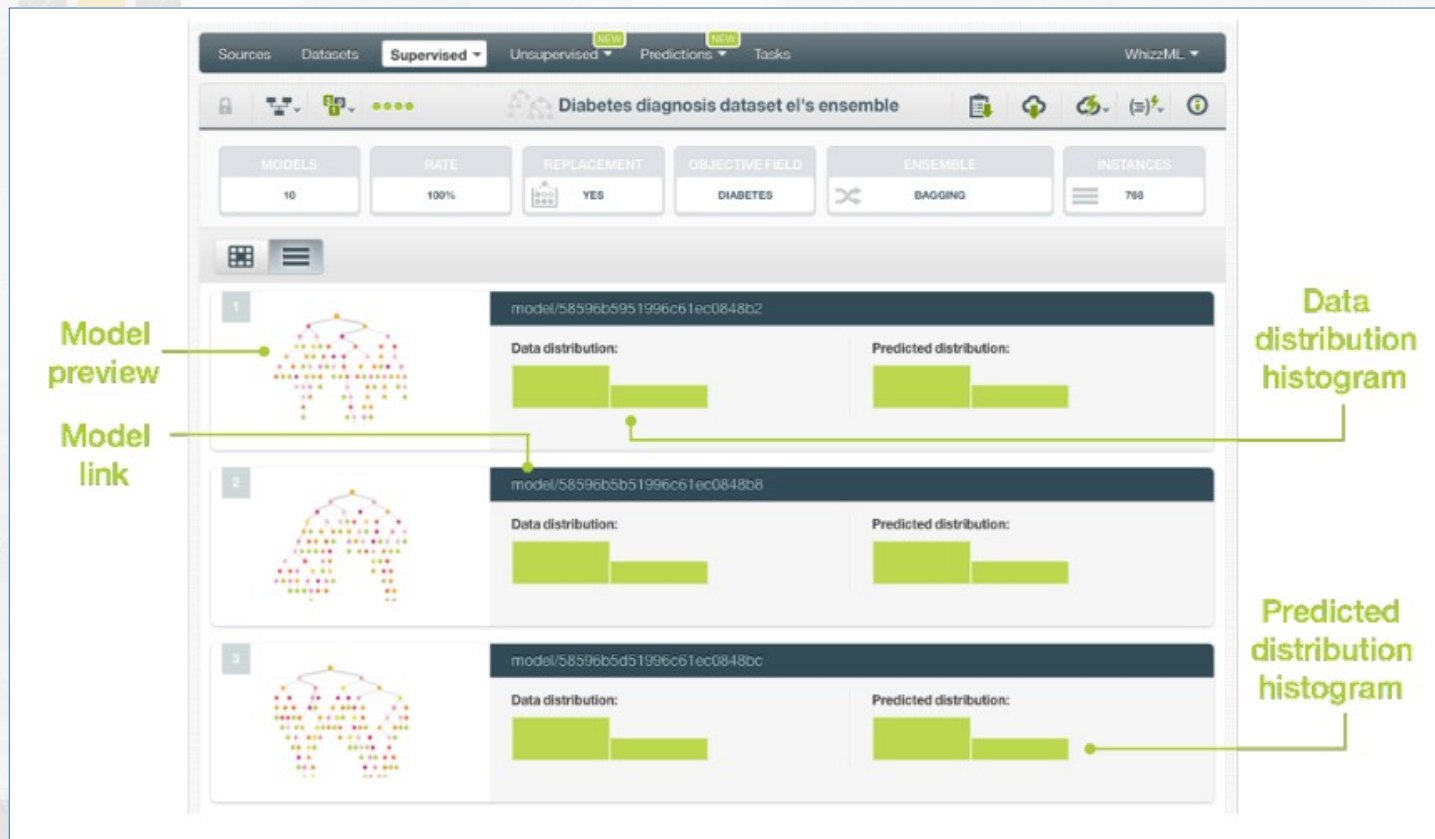 NEW NEW
Sources Datasets Supervised Unsupervised Predictions Tasks WhizzML
Diabetes diagnosis dataset el's ensemble
MODELS RATE REPLACEMENT OBJECTIVE FIELD ENSEMBLE INSTANCES
10 100% YES DIABETES BAGGING 768
1
model/58596b5951996c61ec0848b2
Data distribution: Predicted distribution:
Model
preview
Data
distribution
histogram
Model
link
2
model/58596b5b51996c61ec0848b8
Data distribution: Predicted distribution:
3
model/58596b5d51996c61ec0848bc
Data distribution: Predicted distribution:
Predicted
distribution
histogram